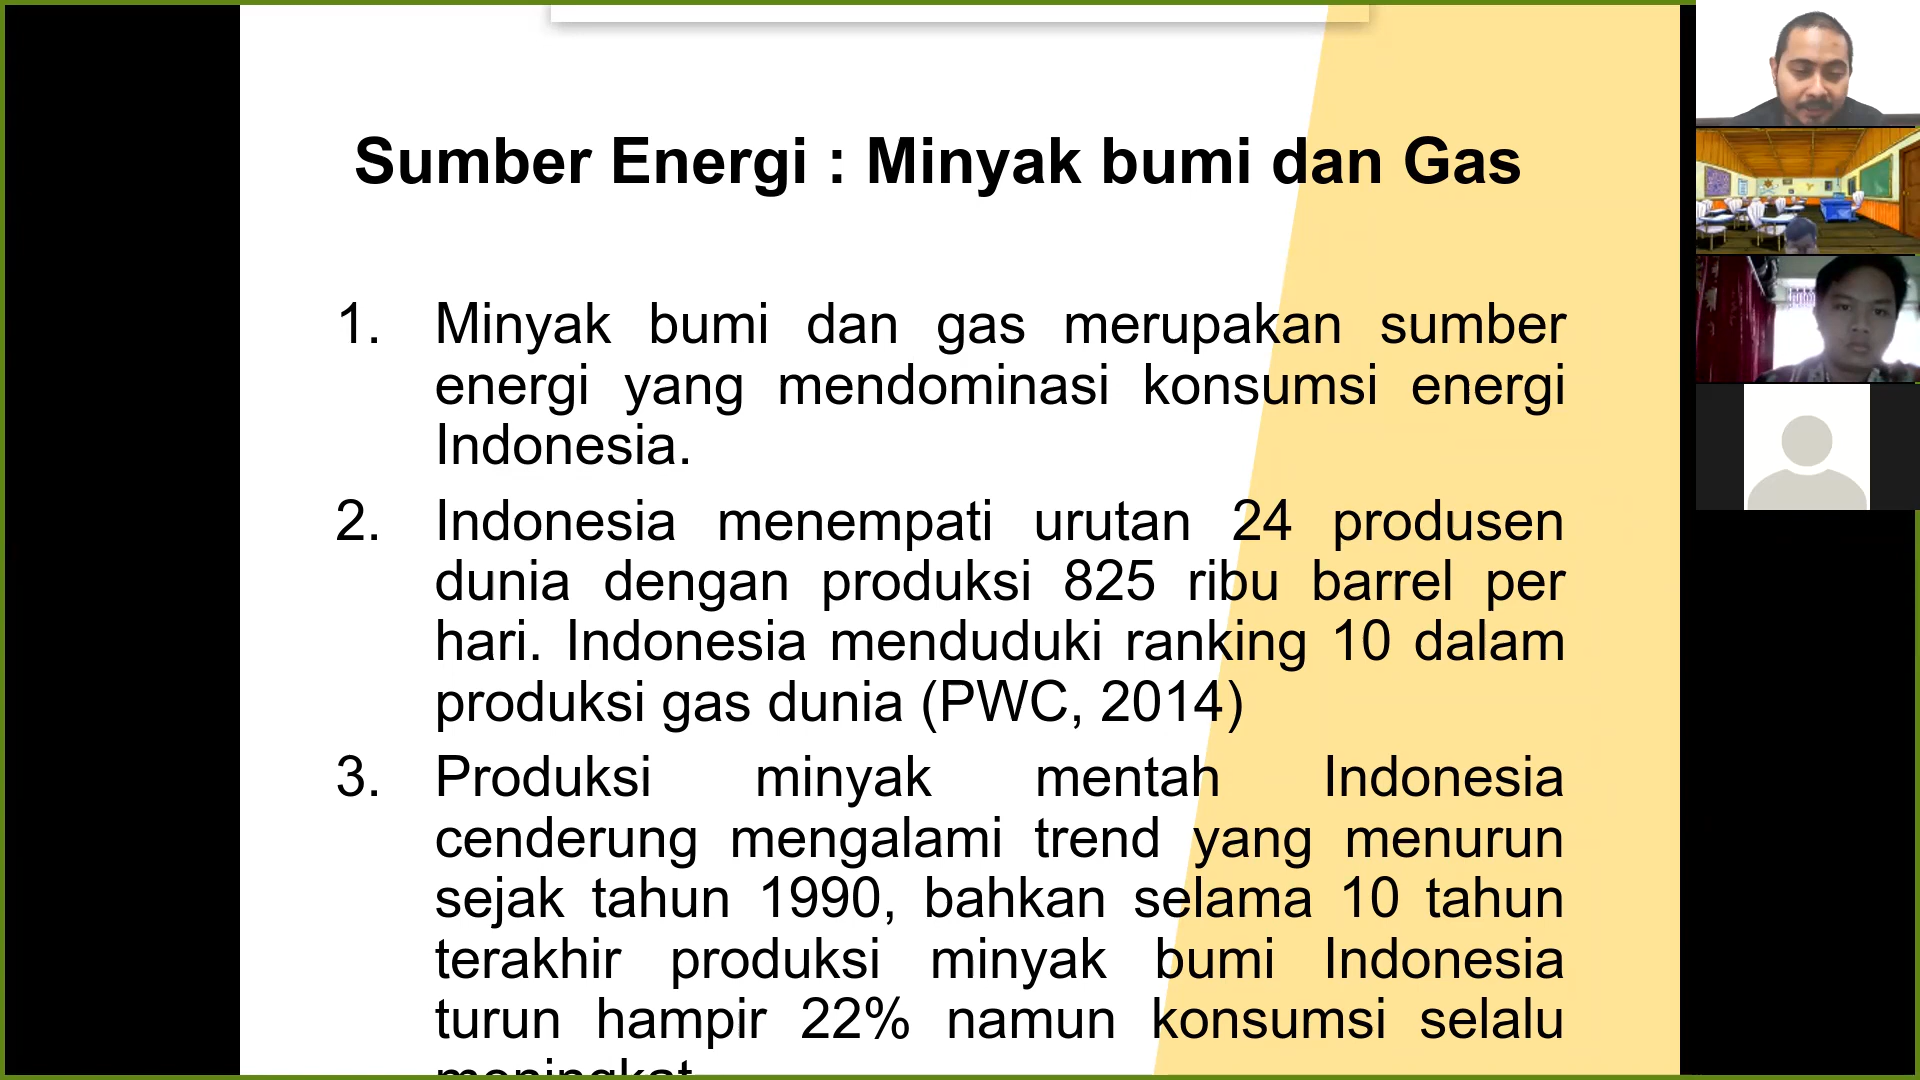 Sumber Energi : Minyak bumi dan Gas
1. Minyak bumi dan gas merupakan sumber
energi yang mendominasi konsumsi energi
Indonesia.
2. Indonesia menempati urutan 24 produsen
dunia dengan produksi 825 ribu barrel per
hari. Indonesia menduduki ranking 10 dalam
produksi gas dunia (PWC, 2014)
3. Produksi minyak mentah Indonesia
cenderung mengalami trend yang menurun
sejak tahun 1990, bahkan selama 10 tahun
terakhir produksi minyak bumi Indonesia
turun hampir 22% namun konsumsi selalu
meningkat